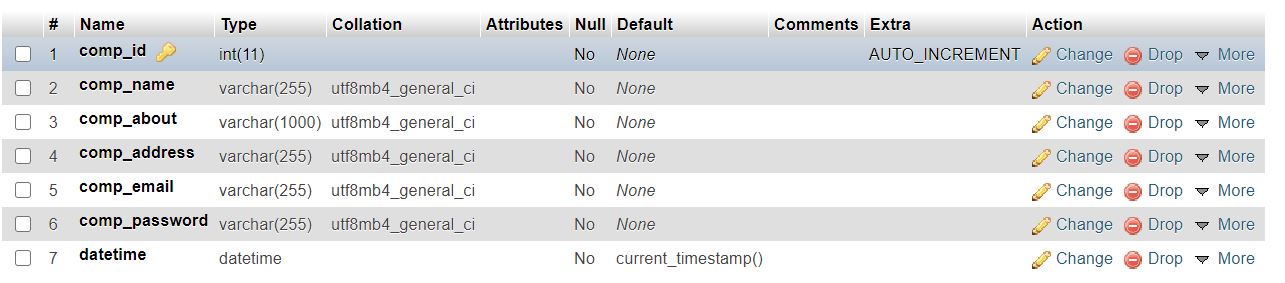 # Name Type Collation Attributes Null Default Comments Extra Action
1 comp_id int(11) No None AUTO_INCREMENT Change Drop More
2 comp_name varchar(255) utf8mb4_general_ci No None Change Drop More
3 comp_about varchar(1000) utf8mb4_general_ci No None Change Drop More
4 comp_address varchar(255) utf8mb4_general_ci No None Change Drop More
5 comp_email varchar(255) utf8mb4_general_ci No None Change Drop More
6 comp_password varchar(255) utf8mb4_general_ci No None Change Drop More
7 datetime datetime No current_timestamp() Change Drop More